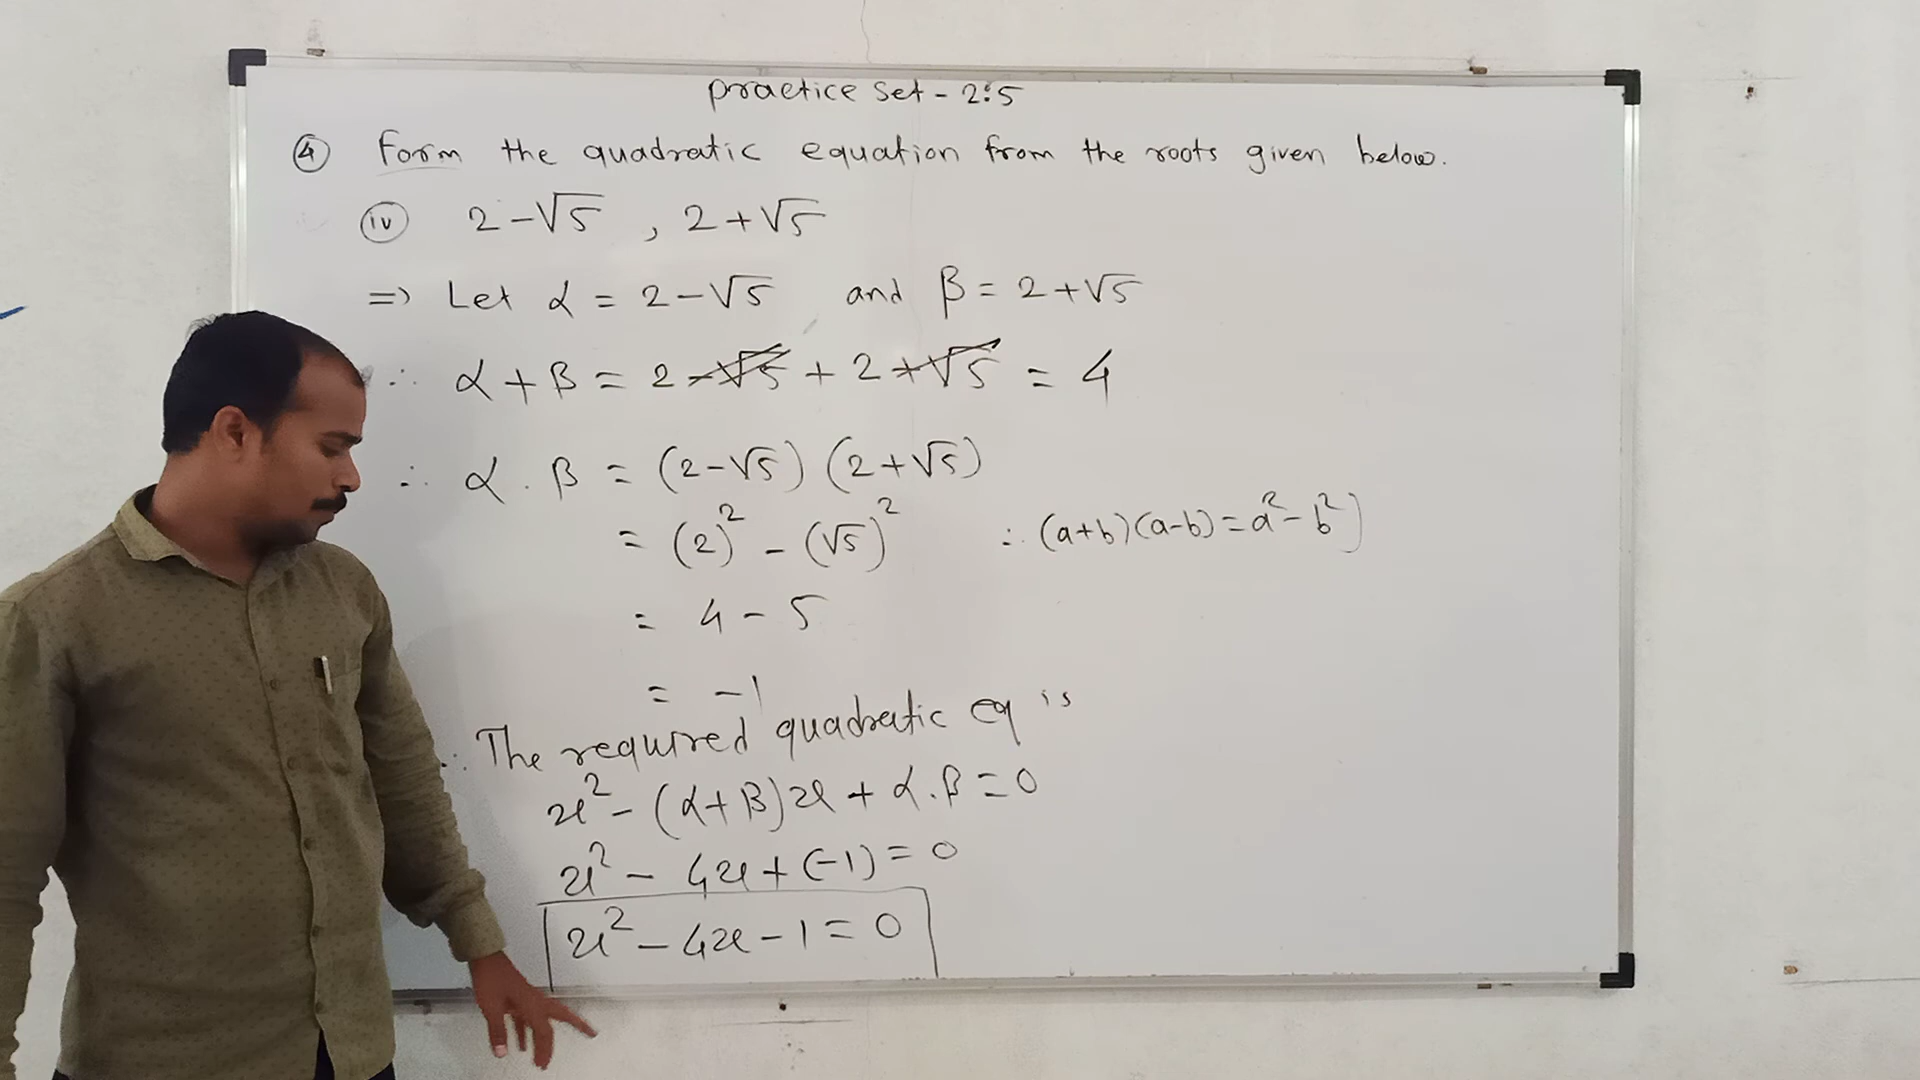 practice set - 2:5
④ Form the quadratic equation from the roots given below.
(iv) 2-√5 , 2+√5
=> Let α = 2-√5 and β = 2+√5
∴ α+β = 2-√5 + 2+√5 = 4
∴ α . β = (2-√5) (2+√5)
= (2)² - (√5)² ∴ (a+b)(a-b)=a²-b²]
= 4 - 5
= -1
∴ The required quadratic eq is
x² - (α+β)x + α.β = 0
x² - 4x + (-1) = 0
x² - 4x - 1 = 0